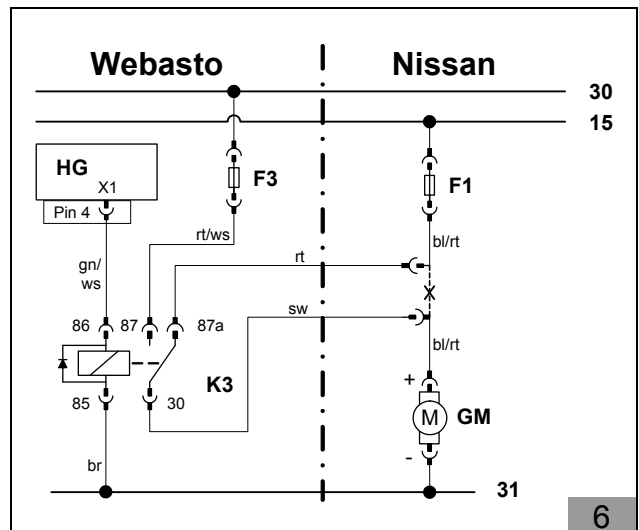 Webasto Nissan
30
15
HG
X1
Pin 4
F3
F1
rt/ws
bl/rt
rt
gn/
ws
sw
86 87 87a
bl/rt
K3
+
85 30
M GM
-
br
31
6